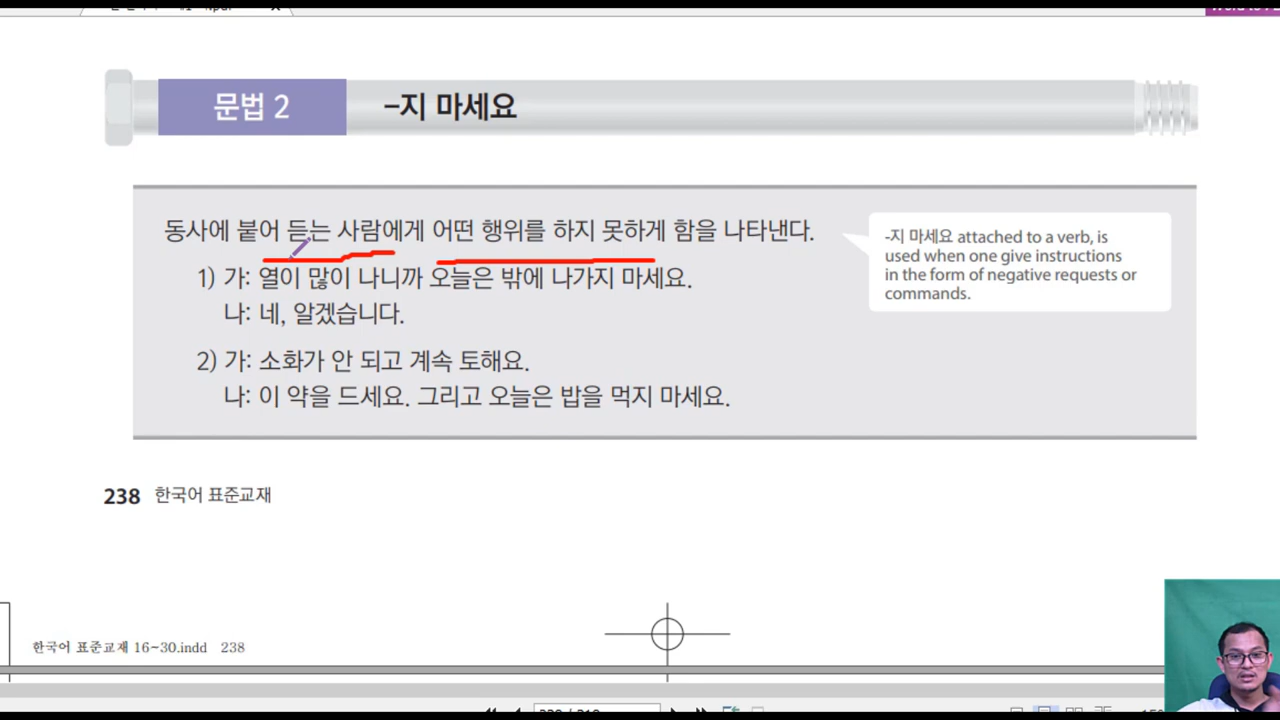 문법 2
-지 마세요
동사에 붙어 듣는 사람에게 어떤 행위를 하지 못하게 함을 나타낸다.
-지 마세요 attached to a verb, is
used when one give instructions
in the form of negative requests or
commands.
1) 가: 열이 많이 나니까 오늘은 밖에 나가지 마세요.
나: 네, 알겠습니다.
2) 가: 소화가 안 되고 계속 토해요.
나: 이 약을 드세요. 그리고 오늘은 밥을 먹지 마세요.
238 한국어 표준교재
한국어 표준교재 16-30.indd 238